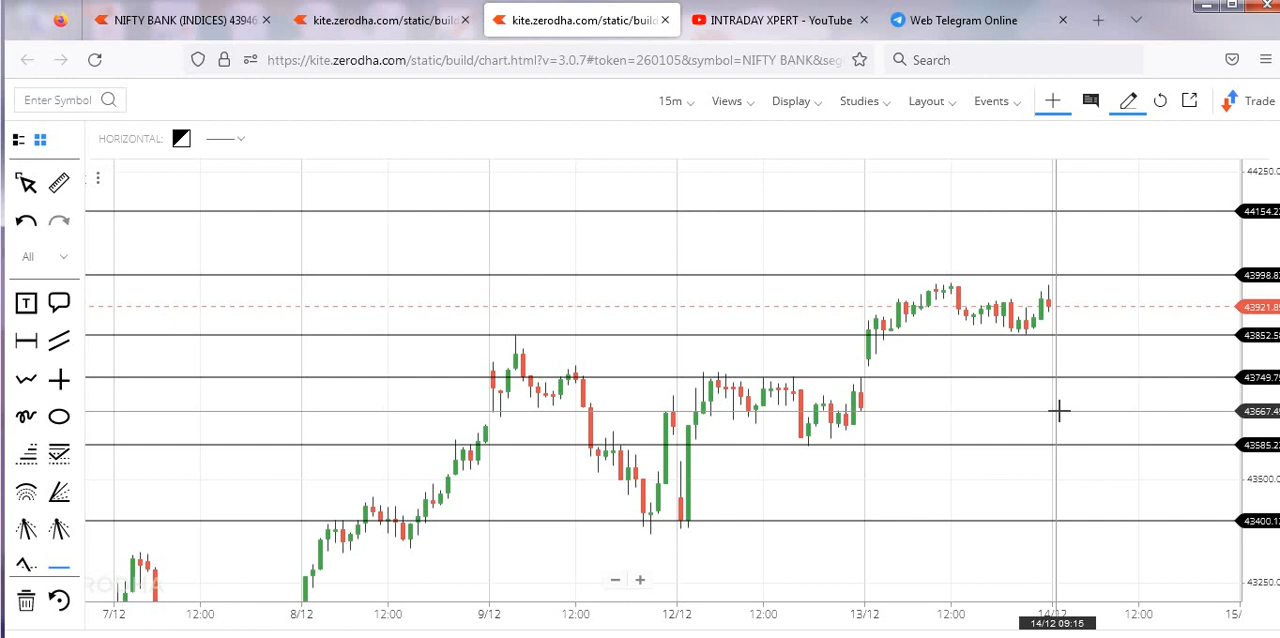 NIFTY BANK (INDICES) 43946
kite.zerodha.com/static/build
kite.zerodha.com/static/build
INTRADAY XPERT - YouTube
Web Telegram Online
https://kite.zerodha.com/static/build/chart.html?v=3.0.7#token=260105&symbol=NIFTY BANK&seg
Search
Enter Symbol
15m
Views
Display
Studies
Layout
Events
Trade
HORIZONTAL:
All
T
44250.0
44154.2
43998.8
43921.85
43852.5
43749.7
43667.4
43585.2
43500.0
43400.1
43250.0
7/12 12:00 8/12 12:00 9/12 12:00 12/12 12:00 13/12 12:00 14/12 12:00 15/
14/12 09:15